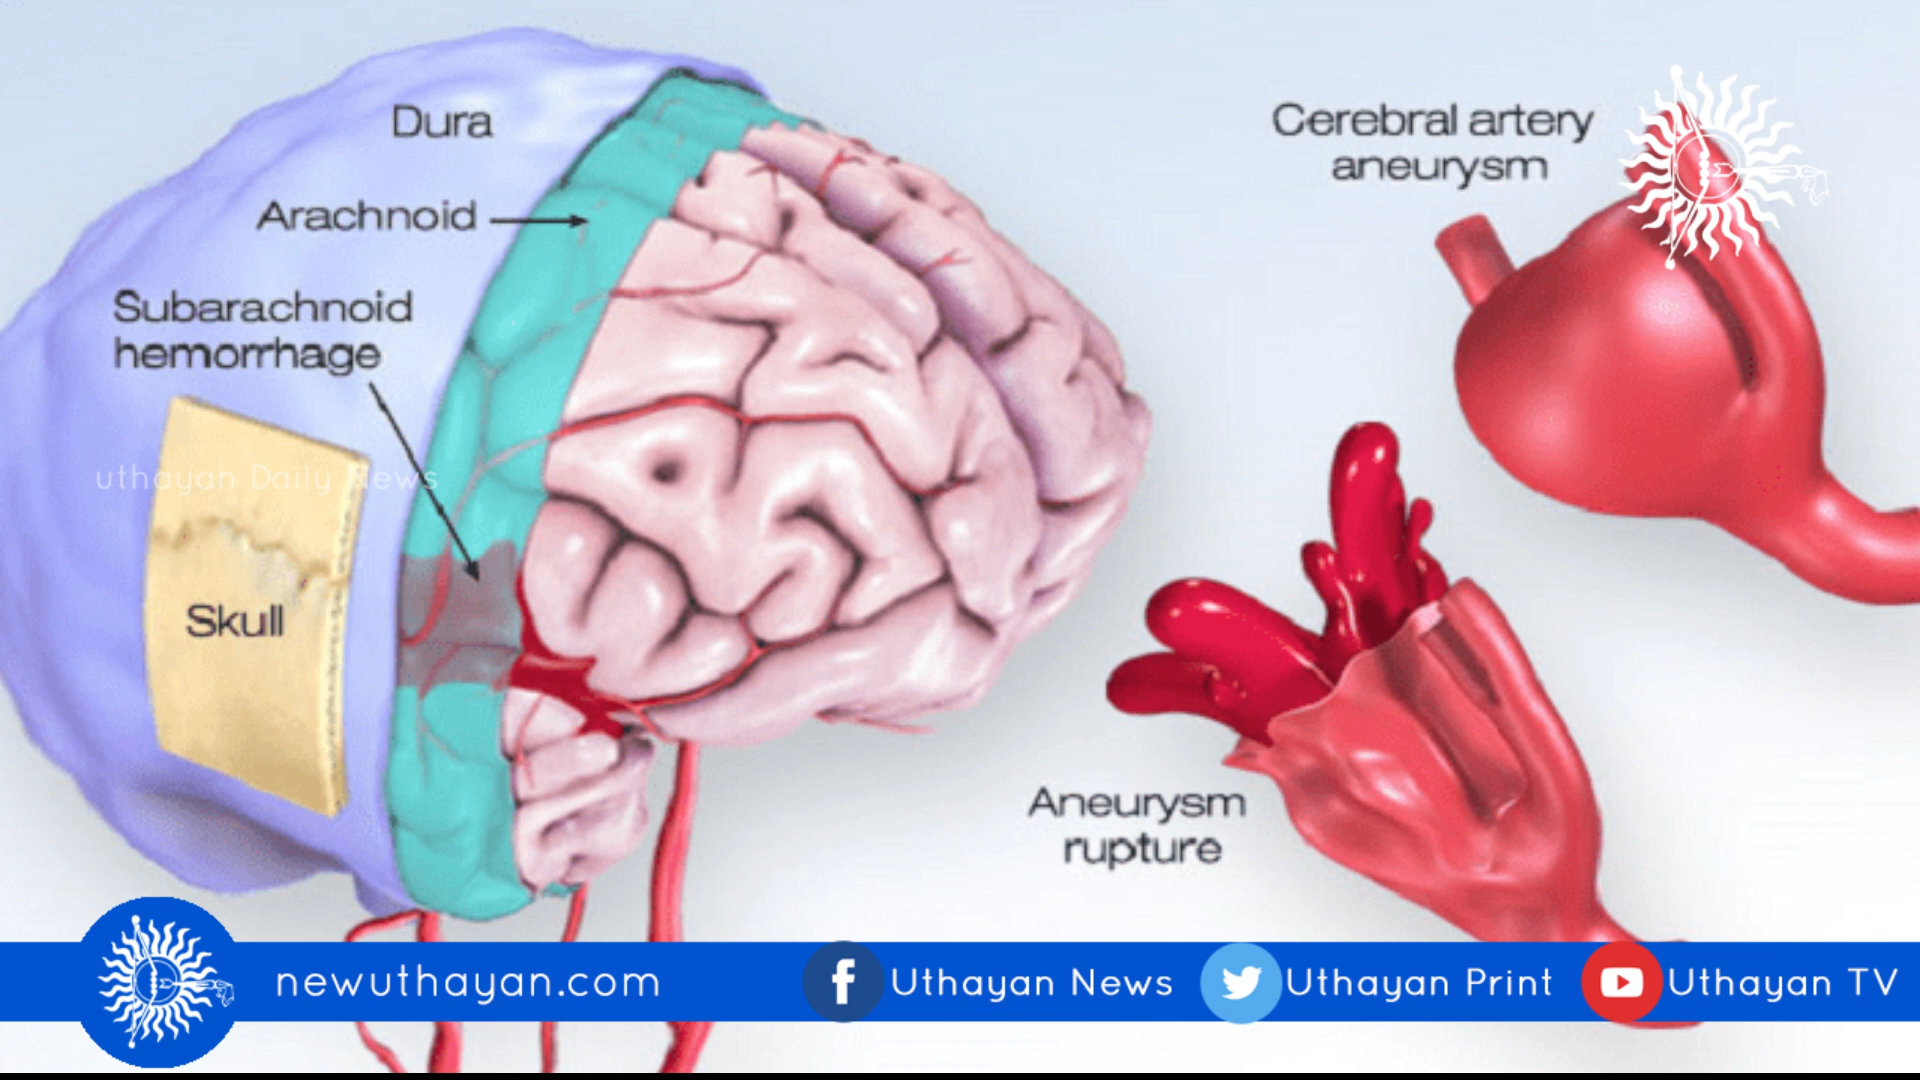 Dura
Arachnoid
Subarachnoid
hemorrhage
uthayan Daily News
Skull
Cerebral artery
aneurysm
Aneurysm
rupture
newuthayan.com
Uthayan News
Uthayan Print
Uthayan TV